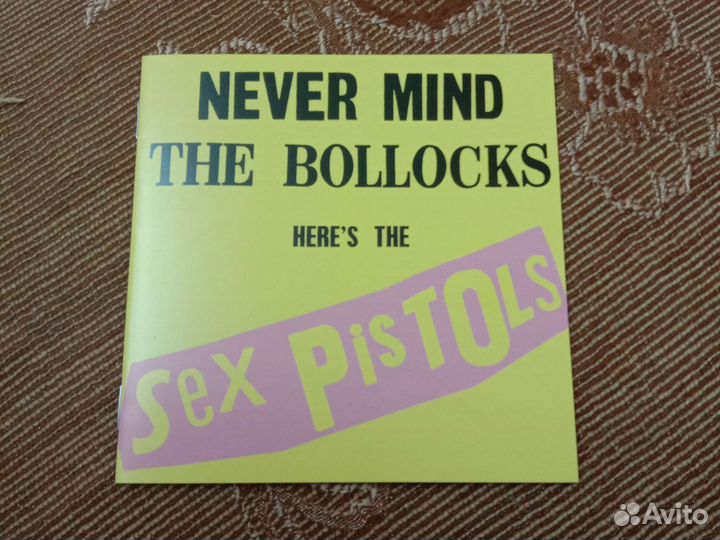 NEVER MIND
THE BOLLOCKS
HERE'S THE
Sex PiSTOLS
Avito